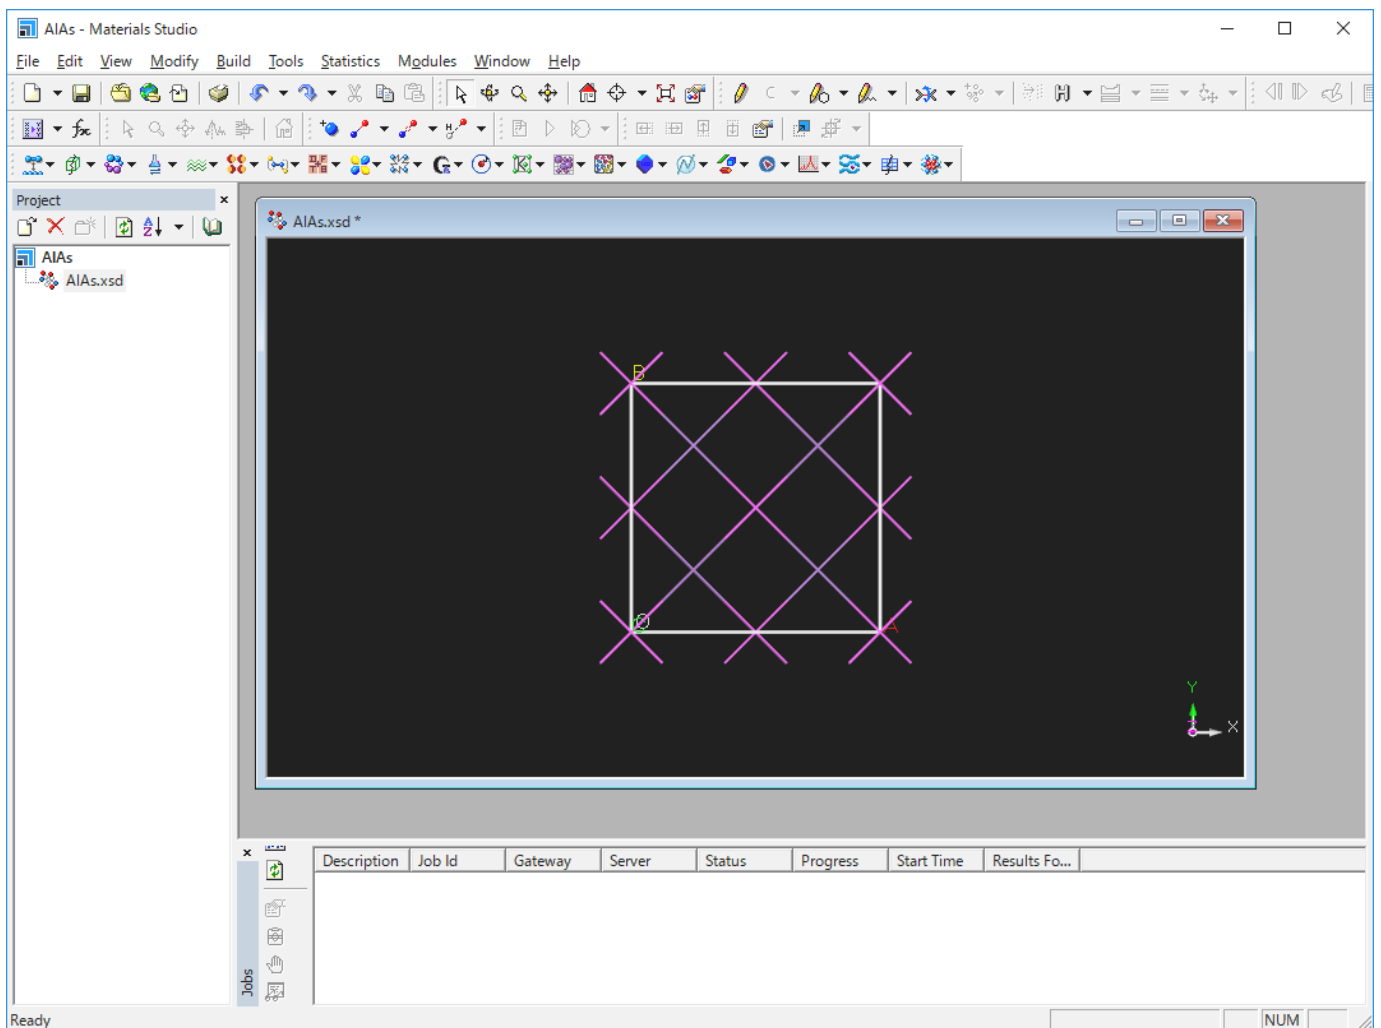 AlAs - Materials Studio
File Edit View Modify Build Tools Statistics Modules Window Help
Project
AlAs.xsd *
AlAs
AlAs.xsd
B
O
A
Y
X
Description Job Id Gateway Server Status Progress Start Time Results Fo...
Jobs
Ready
NUM